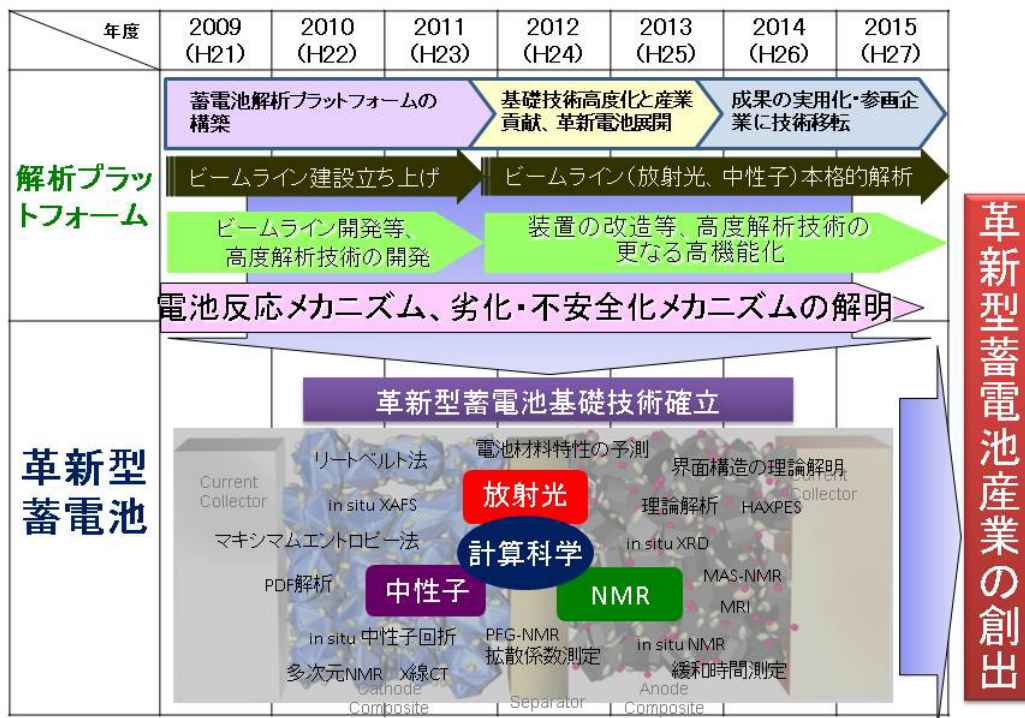 年度
2009
(H21)
2010
(H22)
2011
(H23)
2012
(H24)
2013
(H25)
2014
(H26)
2015
(H27)
解析プラッ
トフォーム
蓄電池解析プラットフォームの
構築
基礎技術高度化と産業
貢献、革新電池展開
成果の実用化・参画企
業に技術移転
ビームライン建設立ち上げ
ビームライン(放射光、中性子)本格的解析
ビームライン開発等、
高度解析技術の開発
装置の改造等、高度解析技術の
更なる高機能化
電池反応メカニズム、劣化・不安全化メカニズムの解明
革新型
蓄電池
革新型蓄電池基礎技術確立
電池材料特性の予測
リートベルト法
界面構造の理論解明
Current
Collector
放射光
Current
Collector
in situ XAFS
理論解析
HAXPES
マキシマムエントロピー法
計算科学
in situ XRD
PDF解析
中性子
NMR
MAS-NMR
MRI
in situ 中性子回折
PFG-NMR
拡散係数測定
in situ NMR
多次元NMR
X線CT
緩和時間測定
Cathode
Composite
Separator
Anode
Composite
革新型蓄電池産業の創出